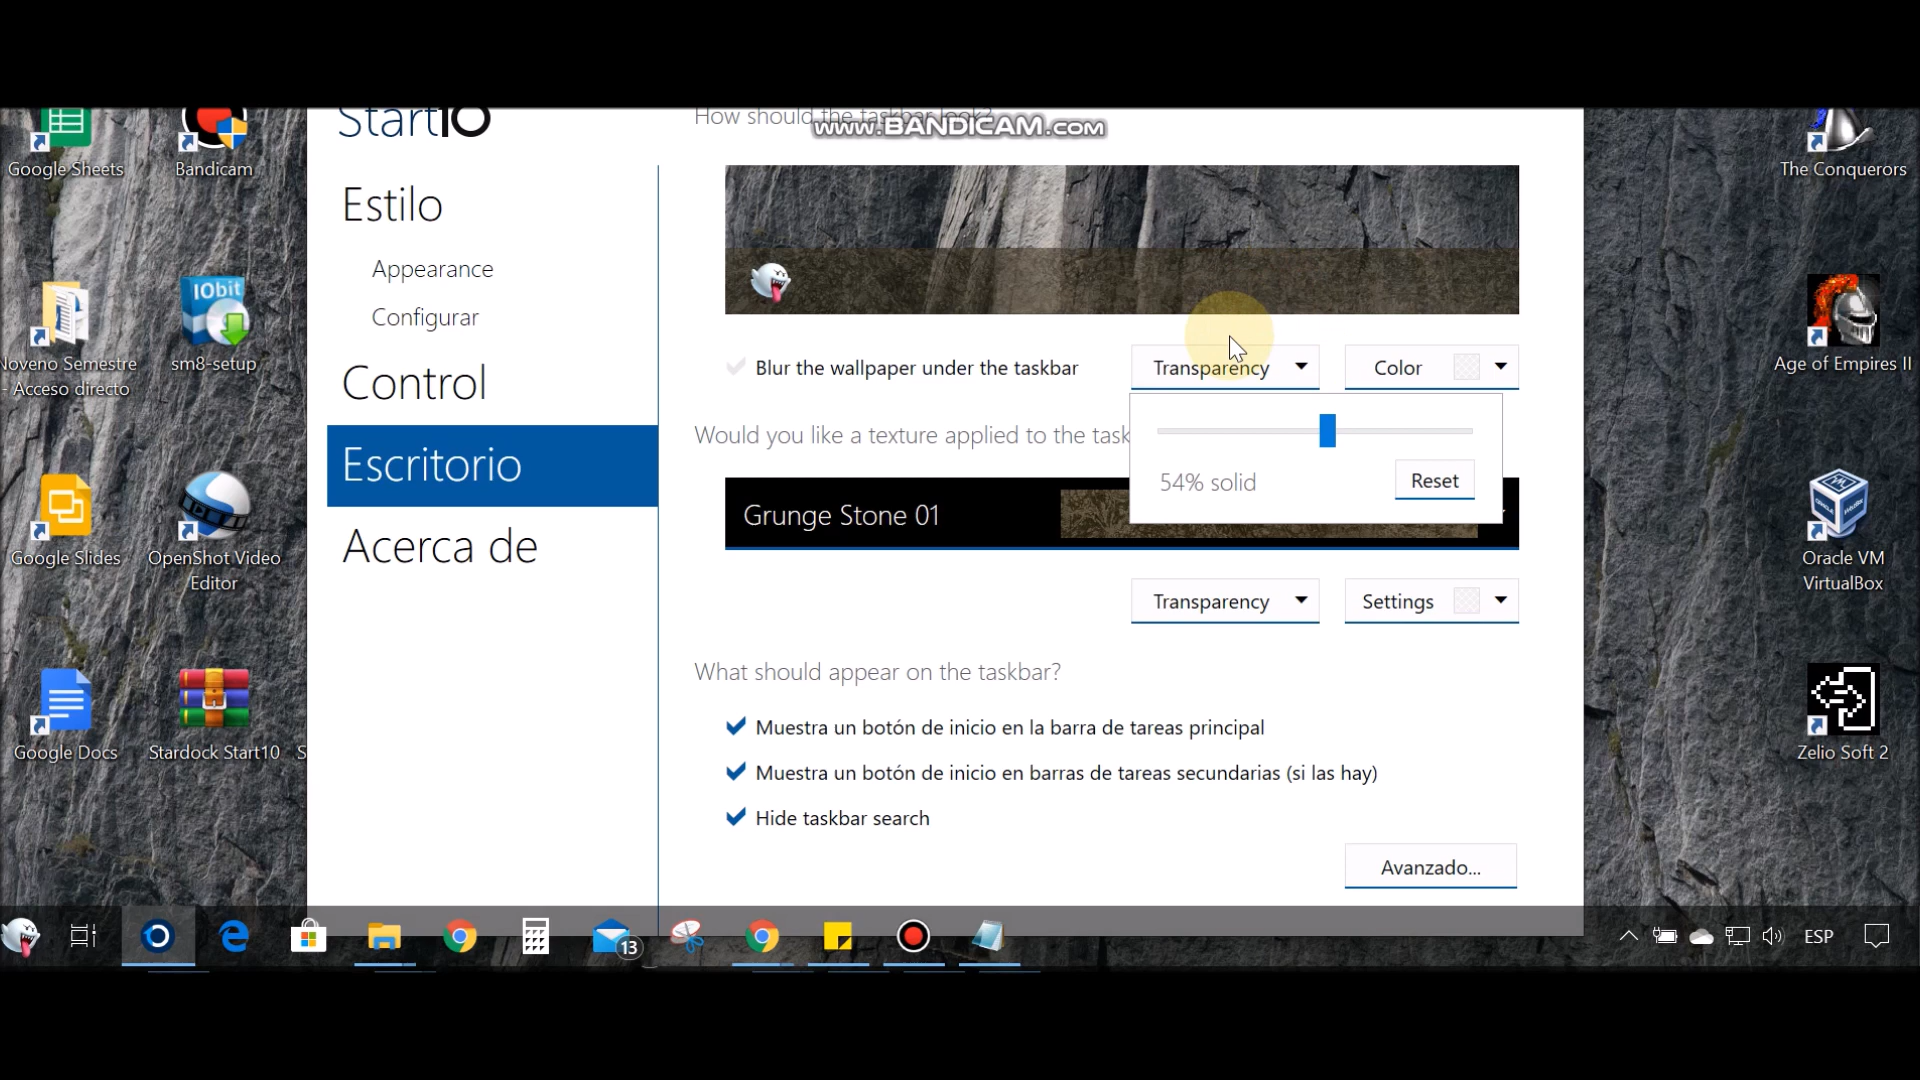 Start10
How should the taskbar look?
www.BANDICAM.com
Google Sheets
Bandicam
The Conquerors
Estilo
Appearance
Configurar
Control
Escritorio
Acerca de
IObit
Noveno Semestre
- Acceso directo
sm8-setup
Age of Empires II
Blur the wallpaper under the taskbar
Transparency
Color
Would you like a texture applied to the task
54% solid
Reset
Grunge Stone 01
Google Slides
OpenShot Video
Editor
Oracle VM
VirtualBox
Transparency
Settings
What should appear on the taskbar?
Muestra un botón de inicio en la barra de tareas principal
Muestra un botón de inicio en barras de tareas secundarias (si las hay)
Hide taskbar search
Google Docs
Stardock Start10
S
Zelio Soft 2
Avanzado...
13
ESP